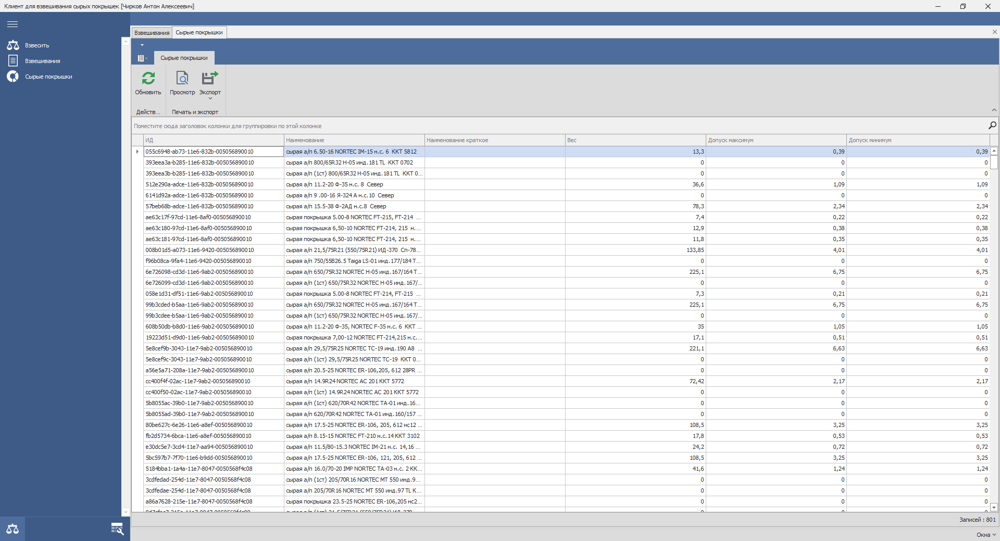 Клиент для взвешивания сырых покрышек [Чирков Антон Алексеевич]
Взвесить
Взвешивания
Сырые покрышки
Взвешивания Сырые покрышки
Сырые покрышки
Обновить Просмотр Экспорт
Действ... Печать и экспорт
Поместите сюда заголовок колонки для группировки по этой колонке
ИД Наименование Наименование краткое Вес Допуск максимум Допуск минимум
055c6948-ab73-11e6-832b-005056890010 сырая а/п 6.50-16 NORTEC IM-15 н.с. 6 ККТ 5812 13,3 0,39 0,39
393eea3a-b285-11e6-832b-005056890010 сырая а/п 800/65R32 Н-05 инд.181 TL ККТ 0702 0 0 0
393eea3b-b285-11e6-832b-005056890010 сырая а/п (1ст) 800/65R32 Н-05 инд.181 TL ККТ 0... 0 0 0
512e290a-adce-11e6-832b-005056890010 сырая а/п 11.2-20 Ф-35 н.с. 8 Север 36,6 1,09 1,09
6141d92a-adce-11e6-832b-005056890010 сырая а/п 9 .00-16 Я-324 А н.с.10 Север 0 0 0
57beb68b-adce-11e6-832b-005056890010 сырая а/п 15.5-38 Ф-2АД н.с.8 Север 78,3 2,34 2,34
ae63c17f-97cd-11e6-8af0-005056890010 сырая покрышка 5.00-8 NORTEC FT-215, FT-214 ... 7,4 0,22 0,22
ae63c180-97cd-11e6-8af0-005056890010 сырая покрышка 6,50-10 NORTEC FT-214, 215 н.... 12,9 0,38 0,38
ae63c181-97cd-11e6-8af0-005056890010 сырая покрышка 6,50-10 NORTEC FT-214, 215 н.... 11,8 0,35 0,35
008b01d5-a073-11e6-9420-005056890010 сырая а/п 21,5/75R21 (550/75R21) ИД-370 Сп-78... 133,85 4,01 4,01
f96b08ca-9fa4-11e6-9420-005056890010 сырая а/п 750/55В26.5 Taiga LS-01 инд.177/184 Т... 0 0 0
6e726098-cd3d-11e6-9ab2-005056890010 сырая а/п 650/75R32 NORTEC Н-05 инд.167/164 Т... 225,1 6,75 6,75
6e726099-cd3d-11e6-9ab2-005056890010 сырая а/п (1ст) 650/75R32 NORTEC Н-05 инд.167/... 0 0 0
058e1d31-df51-11e6-9ab2-005056890010 сырая покрышка 5.00-8 NORTEC FT-214, FT-215 ... 7,3 0,21 0,21
99b3cded-b5aa-11e6-9ab2-005056890010 сырая а/п 650/75R32 NORTEC Н-05 инд.167/164 Т... 225,1 6,75 6,75
99b3cdee-b5aa-11e6-9ab2-005056890010 сырая а/п (1ст) 650/75R32 NORTEC Н-05 инд.167/... 0 0 0
608b50db-b8d0-11e6-9ab2-005056890010 сырая а/п 11.2-20 Ф-35, NORTEC F-35 н.с. 6 ККТ ... 35 1,05 1,05
19223d51-d9d0-11e6-9ab2-005056890010 сырая покрышка 7,00-12 NORTEC FT-214,215 н.с.... 17,1 0,51 0,51
5e8cef9b-3043-11e7-9ab2-005056890010 сырая а/п 29,5/75R25 NORTEC ТС-19 инд.190 А8 ... 221,1 6,63 6,63
5e8cef9c-3043-11e7-9ab2-005056890010 сырая а/п (1ст) 29,5/75R25 NORTEC ТС-19 ККТ 0... 0 0 0
a56e5a71-208a-11e7-9ab2-005056890010 сырая а/п 20.5-25 NORTEC ER-106,205, 612 28PR ... 0 0 0
cc400f4f-02ac-11e7-9ab2-005056890010 сырая а/п 14.9R24 NORTEC AC 201 ККТ 5772 72,42 2,17 2,17
cc400f50-02ac-11e7-9ab2-005056890010 сырая а/п (1ст) 14.9R24 NORTEC AC 201 ККТ 5772 0 0 0
5b8055ac-39b0-11e7-9ab2-005056890010 сырая а/п (1ст) 620/70R42 NORTEC TA-01 инд.16... 0 0 0
5b8055ad-39b0-11e7-9ab2-005056890010 сырая а/п 620/70R42 NORTEC TA-01 инд.160/157 ... 0 0 0
80be627c-6e26-11e6-a8ef-005056890010 сырая а/п 17.5-25 NORTEC ER-106, 205, 612 нс12 ... 108,5 3,25 3,25
fb2d5734-6bca-11e6-a8ef-005056890010 сырая а/п 8.15-15 NORTEC FT-210 н.с.14 ККТ 3102 17,8 0,53 0,53
e30dc5e7-3cd4-11e7-aa94-005056890010 сырая а/п 11.5/80-15.3 NORTEC IM-21 н.с. 14,16 ... 24,2 0,72 0,72
5bc597b7-7f70-11e6-b9dd-005056890010 сырая а/п 17.5-25 NORTEC ER-106, 121, 205, 612 ... 108,5 3,25 3,25
5184bba1-1a4a-11e7-8047-0050568f4c08 сырая а/п 16.0/70-20 IMP NORTEC TA-03 н.с. 2 КК... 41,6 1,24 1,24
3cdfedad-254d-11e7-8047-0050568f4c08 сырая а/п (1ст) 205/70R16 NORTEC MT 550 инд.9... 0 0 0
3cdfedae-254d-11e7-8047-0050568f4c08 сырая а/п 205/70R16 NORTEC MT 550 инд.97 TL К... 0 0 0
a86a7628-215e-11e7-8047-0050568f4c08 сырая покрышка 23.5-25 NORTEC ER-106,205 нс2... 0 0 0
Записей : 801
Окна